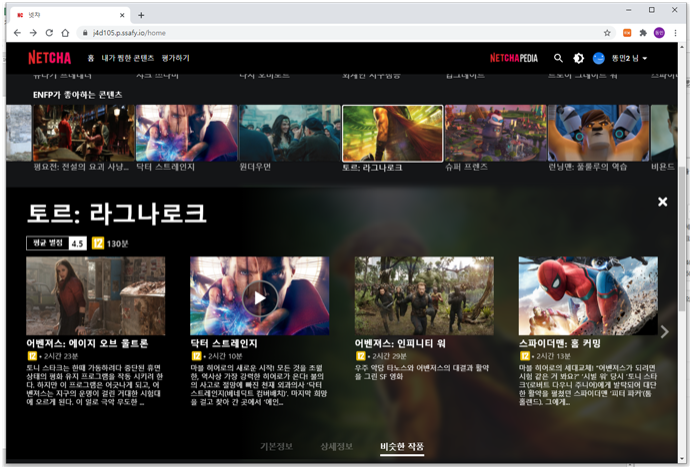 넷차
j4d105.p.ssafy.io/home
동민
NETCHA 홈 내가 찜한 콘텐츠 평가하기 NETCHAPEDIA 똥민2 님
ENFP가 좋아하는 콘텐츠
평요전: 전설의 요괴 사냥... 닥터 스트레인지 원더우먼 토르: 라그나로크 슈퍼 프렌즈 런닝맨: 풀룰루의 역습 비욘드
토르: 라그나로크
평균 별점 4.5 12 130분
어벤져스: 에이지 오브 울트론
12 • 2시간 23분
토니 스타크는 한때 가동하려다 중단된 휴면
상태의 평화 유지 프로그램을 작동 시키려 한
다. 하지만 이 프로그램은 어긋나게 되고, 어
벤져스는 지구의 운명이 걸린 거대한 시험대
에 오르게 된다. 이 일로 극악 무도한 ...
닥터 스트레인지
12 • 2시간 10분
마블 히어로의 새로운 시작! 모든 것을 초월
한, 역사상 가장 강력한 히어로가 온다! 불의
의 사고로 절망에 빠진 천재 외과의사 '닥터
스트레인지'(베네딕트 컴버배치). 마지막 희망
을 걸고 찾아 간 곳에서 '에인...
어벤져스: 인피니티 워
12 • 2시간 29분
우주 악당 타노스와 어벤져스의 대결과 활약
을 그린 SF 영화
스파이더맨: 홈 커밍
12 • 2시간 13분
마블 히어로의 세대교체! "어벤져스가 되려면
시험 같은 거 봐요?" '시빌 워' 당시 '토니 스타
크'(로버트 다우니 주니어)에게 발탁되어 대단
한 활약을 펼쳤던 스파이더맨 '피터 파커'(톰
홀랜드). 그에게...
기본정보 상세정보 비슷한 작품